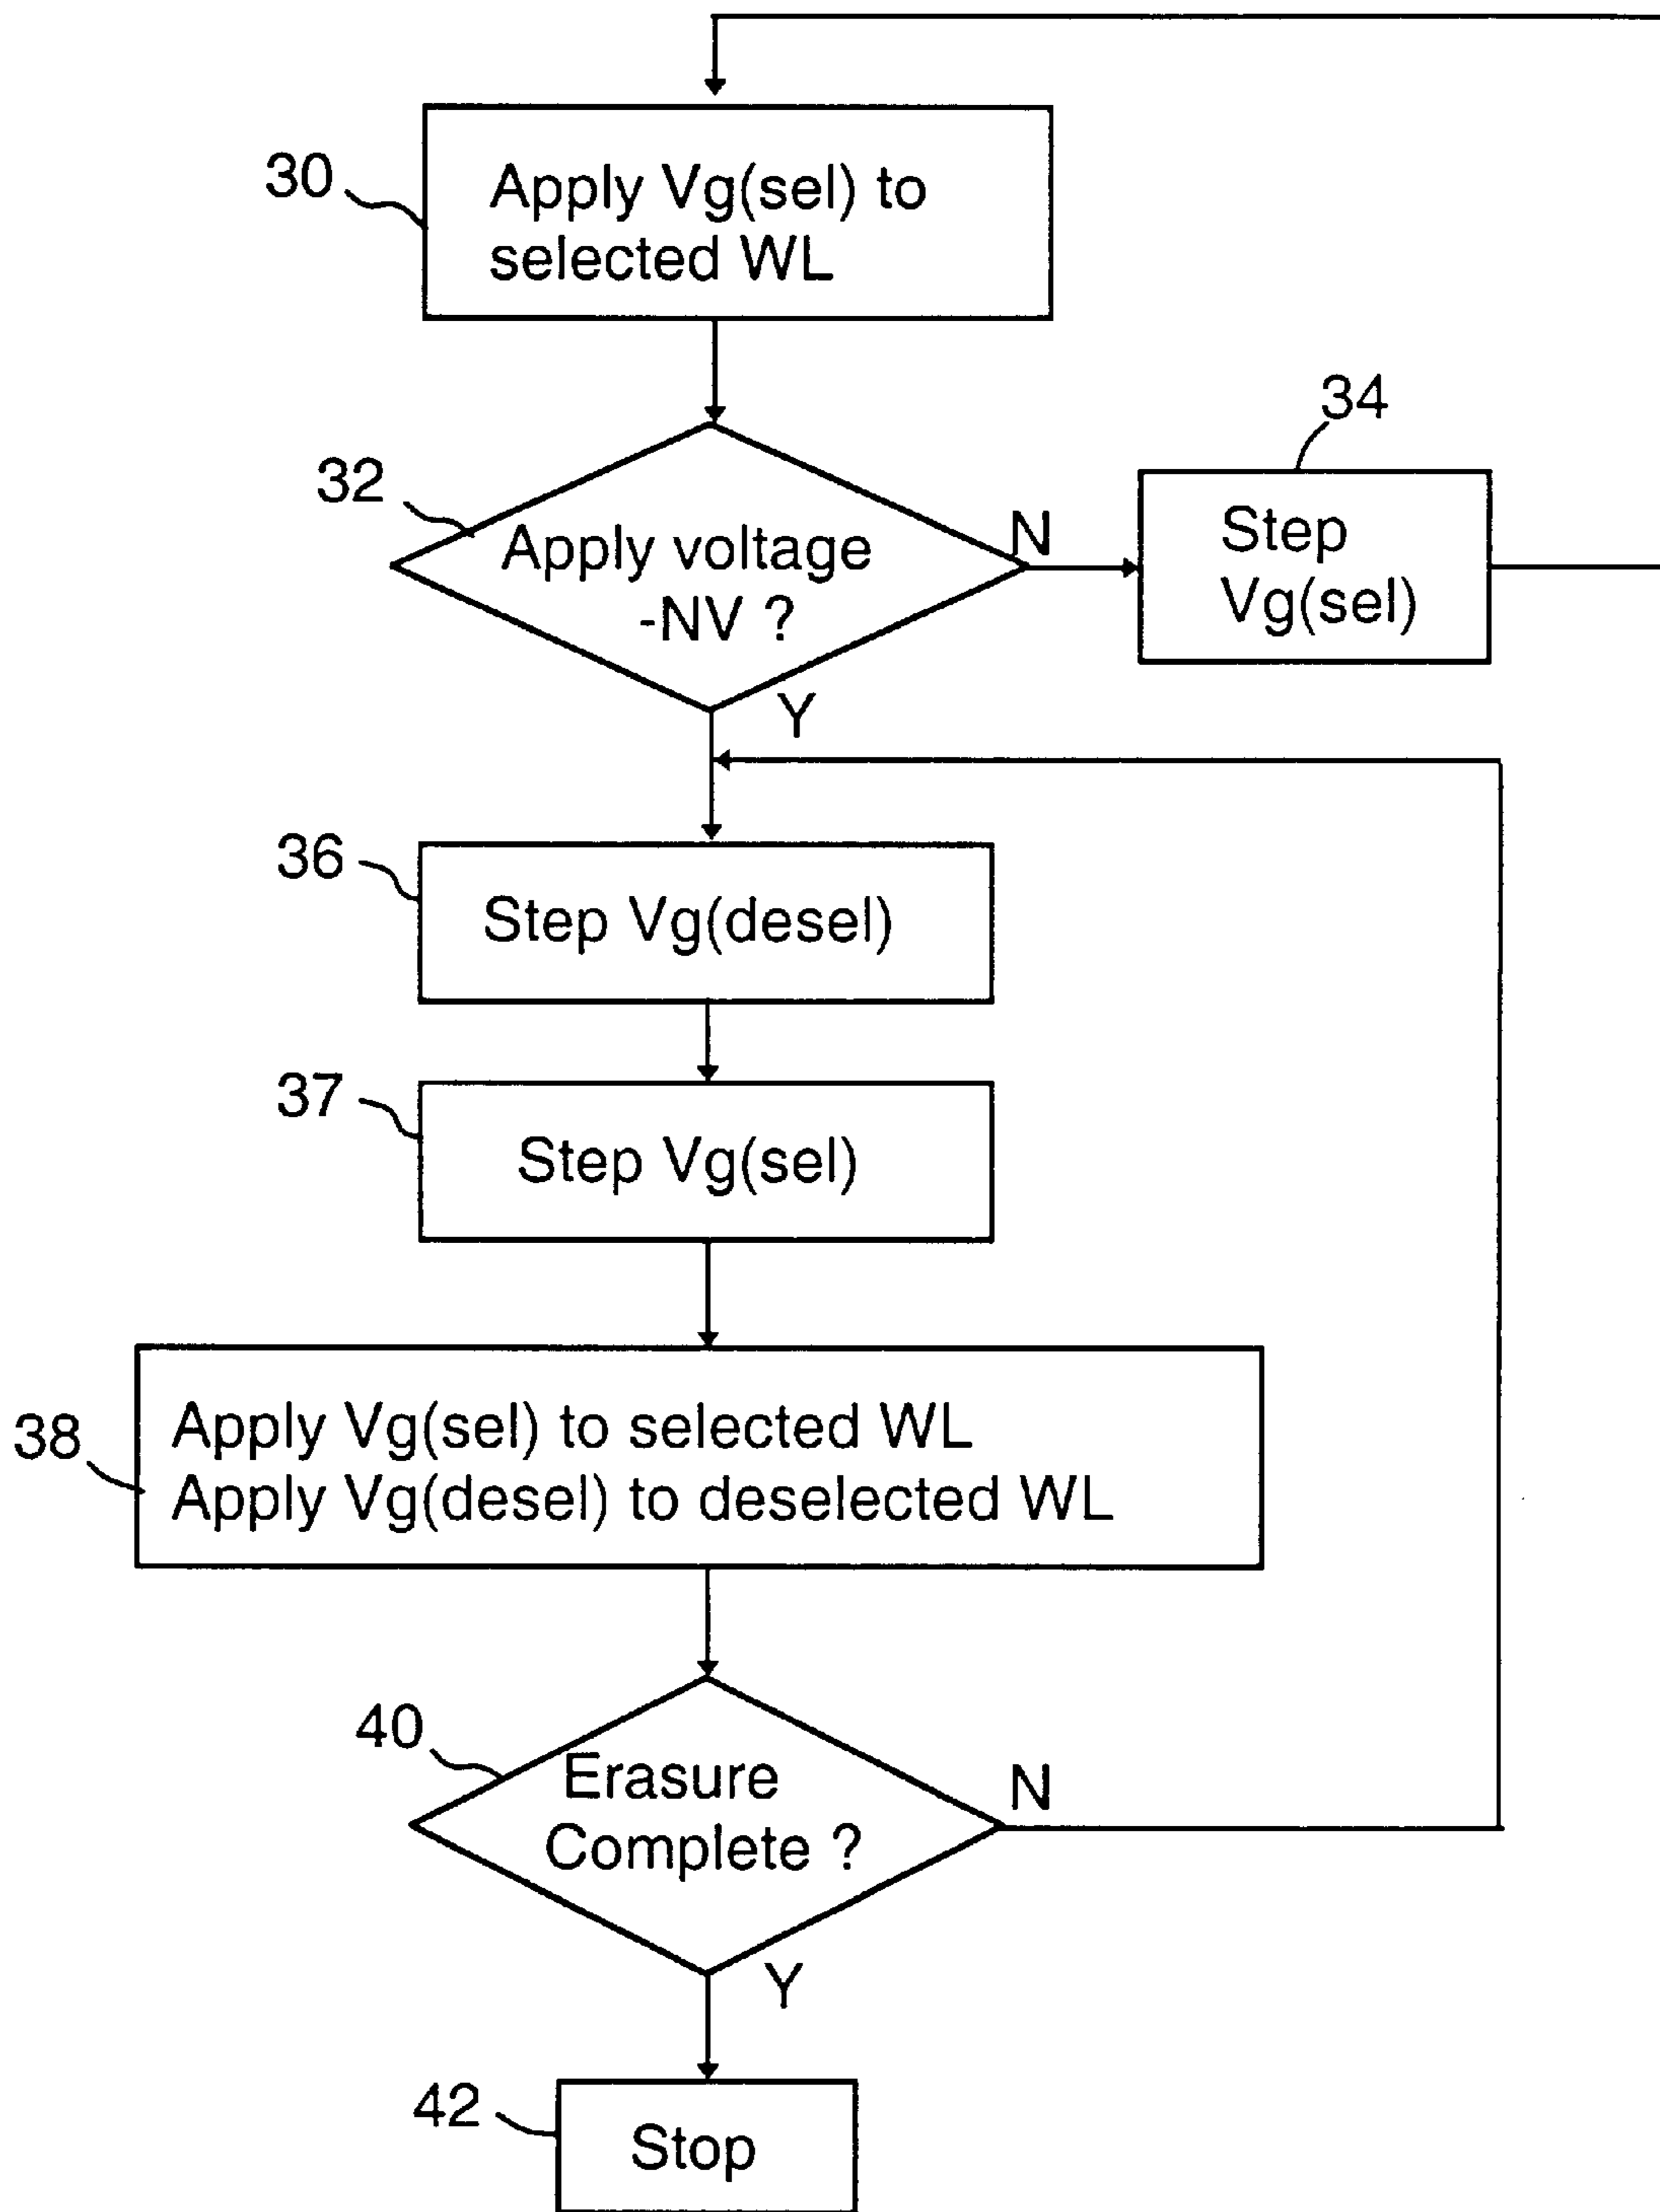 30
Apply Vg(sel) to
selected WL
32
Apply voltage
-NV ?
N
34
Step
Vg(sel)
Y
36
Step Vg(desel)
37
Step Vg(sel)
38
Apply Vg(sel) to selected WL
Apply Vg(desel) to deselected WL
40
Erasure
Complete ?
N
Y
42
Stop